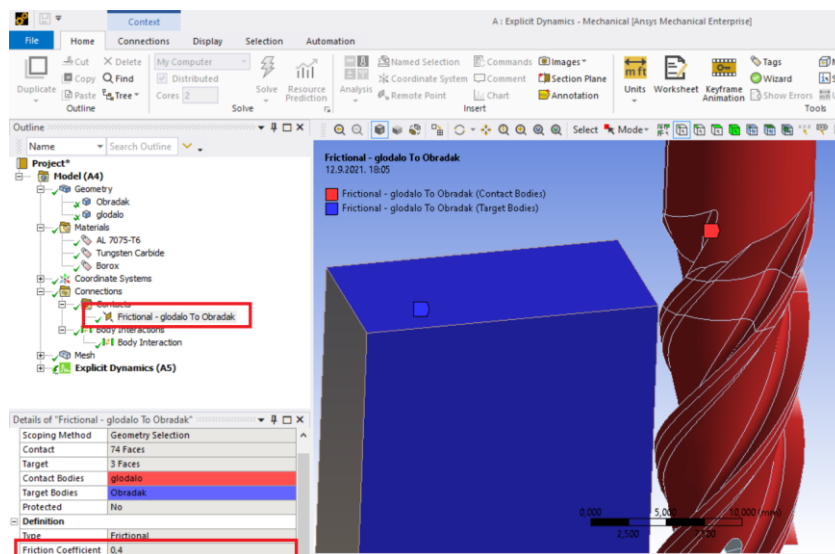 Context
A : Explicit Dynamics - Mechanical [Ansys Mechanical Enterprise]
File Home Connections Display Selection Automation
Duplicate
Cut
Copy
Paste
Delete
Find
Tree
Outline
My Computer
Distributed
Cores 2
Solve
Resource Prediction
Solve
Analysis
Named Selection
Coordinate System
Remote Point
Commands
Comment
Chart
Images
Section Plane
Annotation
Insert
Units
Worksheet
Keyframe Animation
Tags
Wizard
Show Errors
Tools
Outline
Name Search Outline
Select Mode
Project*
Model (A4)
Geometry
Obradak
glodalo
Materials
AL 7075-T6
Tungsten Carbide
Borox
Coordinate Systems
Connections
Contacts
Frictional - glodalo To Obradak
Body Interactions
Body Interaction
Mesh
Explicit Dynamics (A5)
Frictional - glodalo To Obradak
12.9.2021. 18:05
Frictional - glodalo To Obradak (Contact Bodies)
Frictional - glodalo To Obradak (Target Bodies)
0,000 5,000 10,000 (mm)
2,500 7,500
Details of "Frictional - glodalo To Obradak"
Scoping Method Geometry Selection
Contact 74 Faces
Target 3 Faces
Contact Bodies glodalo
Target Bodies Obradak
Protected No
Definition
Type Frictional
Friction Coefficient 0,4